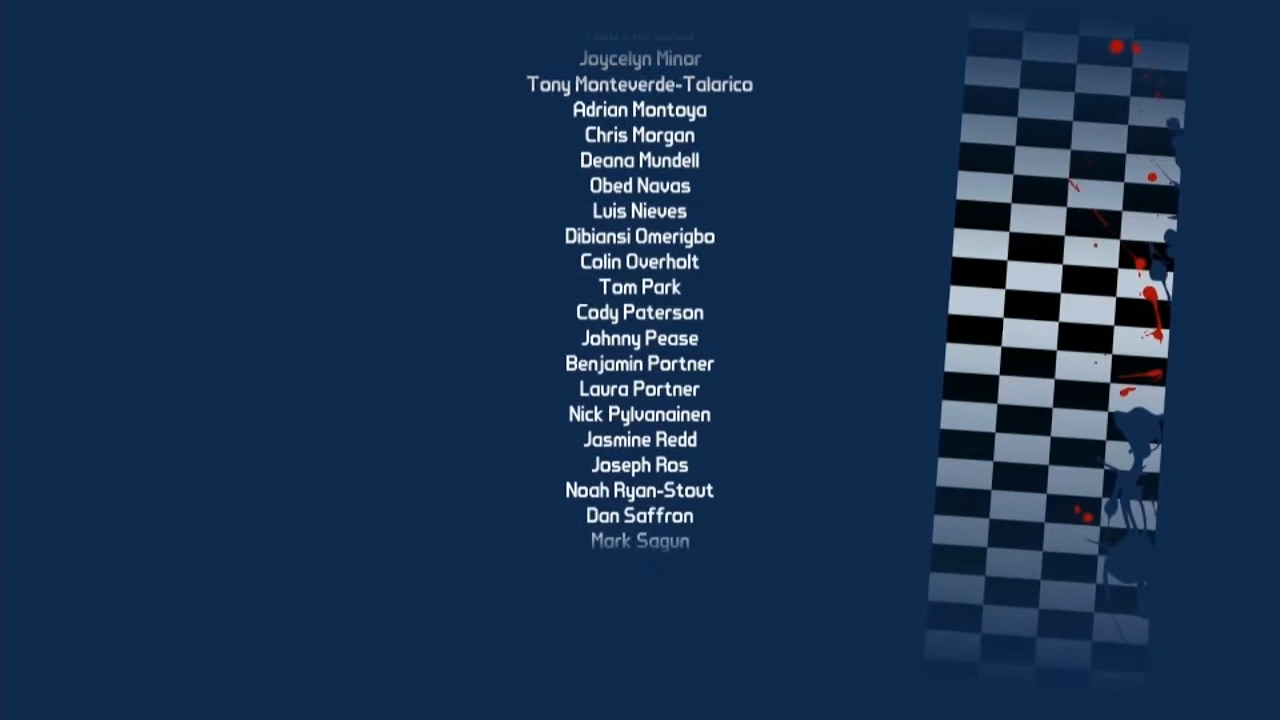 Joycelyn Minor
Tony Monteverde-Talarico
Adrian Montoya
Chris Morgan
Deana Mundell
Obed Navas
Luis Nieves
Dibiansi Omerigbo
Colin Overholt
Tom Park
Cody Paterson
Johnny Pease
Benjamin Portner
Laura Portner
Nick Pylvanainen
Jasmine Redd
Joseph Ros
Noah Ryan-Stout
Dan Saffron
Mark Sagun